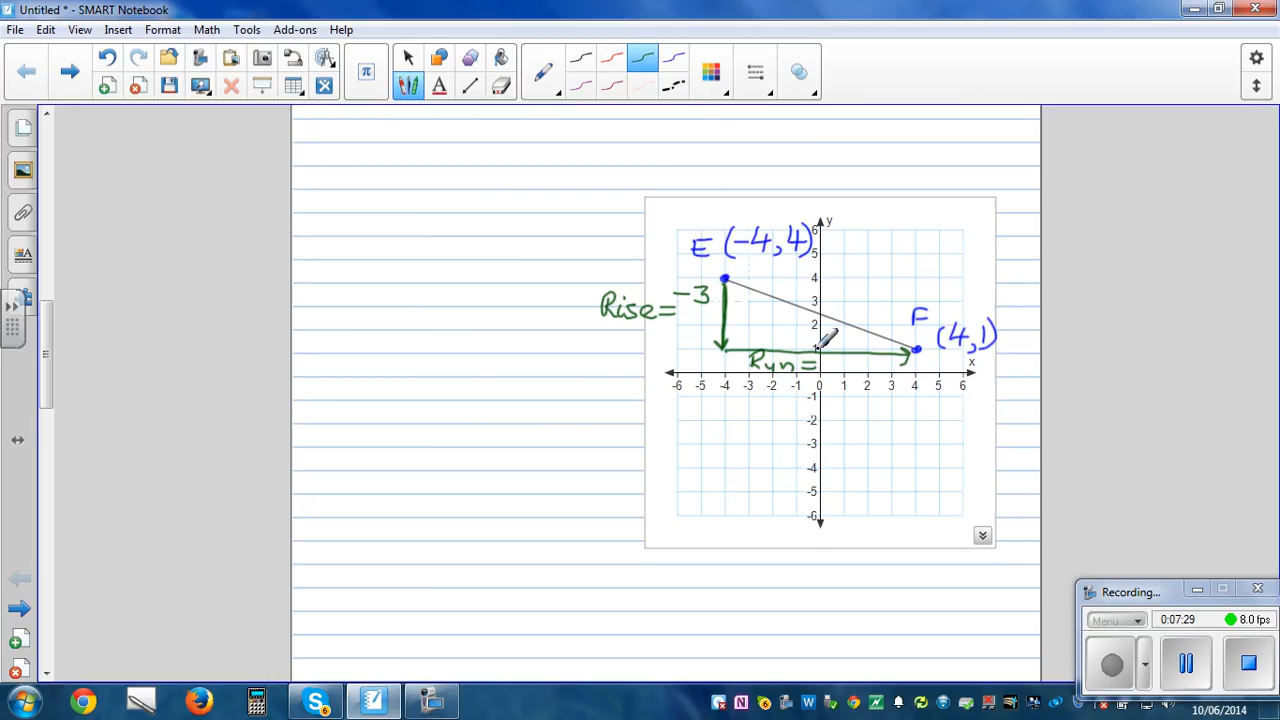 Untitled * - SMART Notebook
File Edit View Insert Format Math Tools Add-ons Help
π
A
y
E (-4, 4)
6
5
4
3
2
1
Rise = -3
F
(4,1)
Run =
x
-6 -5 -4 -3 -2 -1 0 1 2 3 4 5 6
-1
-2
-3
-4
-5
-6
Recording...
Menu 0:07:29 8.0 fps
10/06/2014